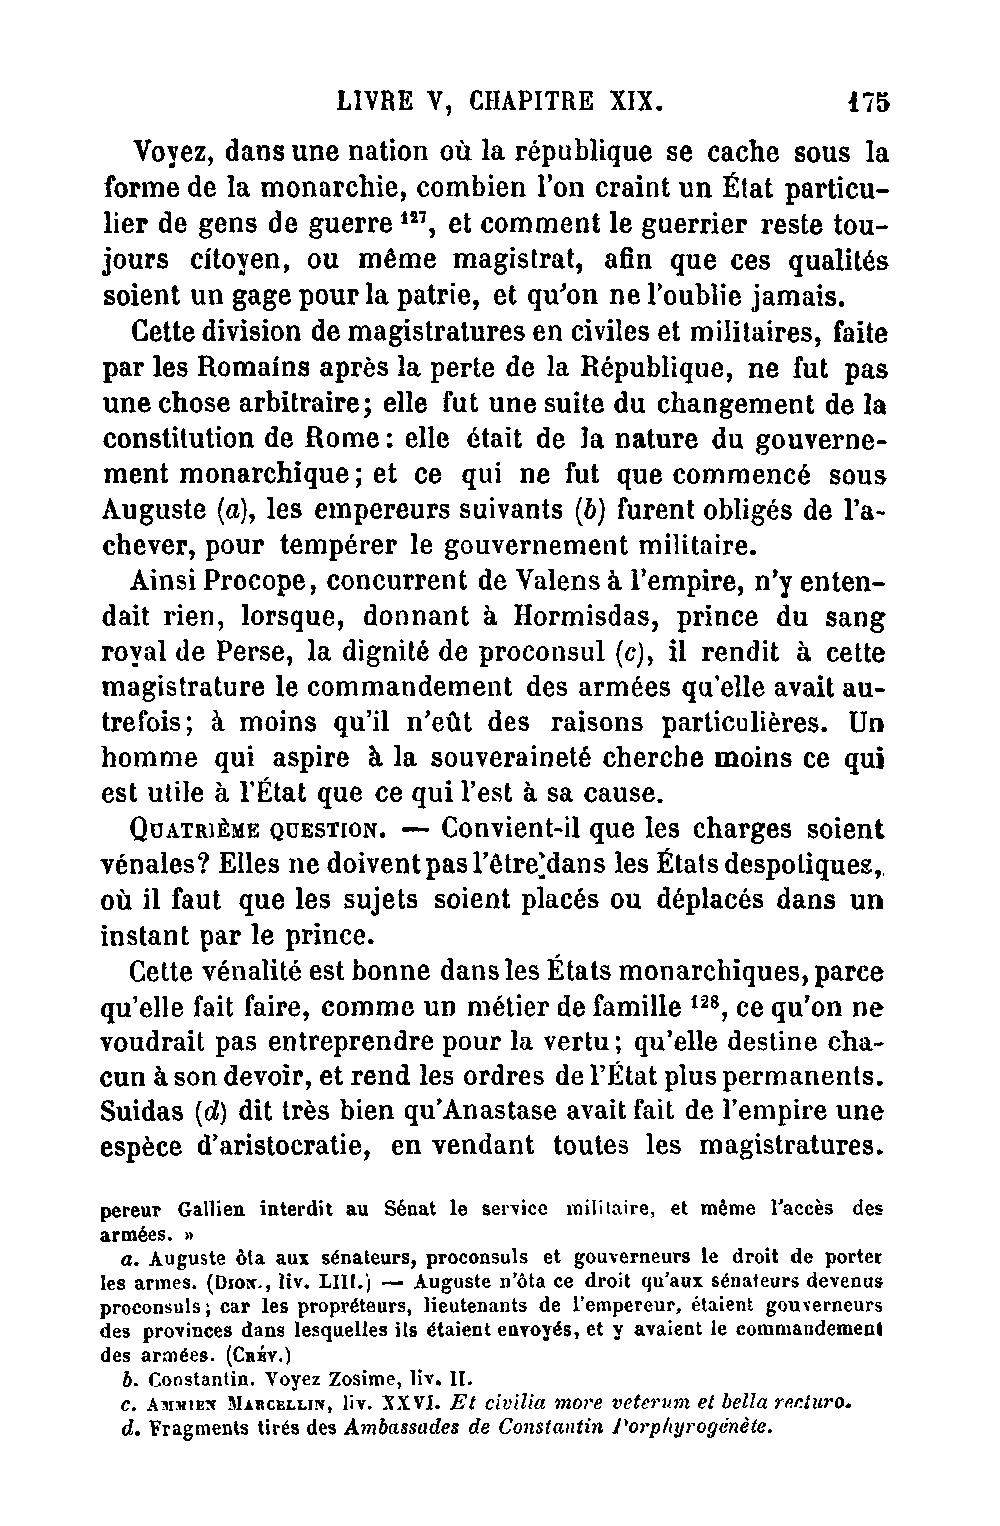 LIVRE V, CHAPITRE XIX. 175
Voyez, dans une nation où la république se cache sous la
forme de la monarchie, combien l'on craint un État particu-
lier de gens de guerre ¹²⁷, et comment le guerrier reste tou-
jours citoyen, ou même magistrat, afin que ces qualités
soient un gage pour la patrie, et qu'on ne l'oublie jamais.
Cette division de magistratures en civiles et militaires, faite
par les Romains après la perte de la République, ne fut pas
une chose arbitraire; elle fut une suite du changement de la
constitution de Rome: elle était de la nature du gouverne-
ment monarchique; et ce qui ne fut que commencé sous
Auguste (a), les empereurs suivants (b) furent obligés de l'a-
chever, pour tempérer le gouvernement militaire.
Ainsi Procope, concurrent de Valens à l'empire, n'y enten-
dait rien, lorsque, donnant à Hormisdas, prince du sang
royal de Perse, la dignité de proconsul (c), il rendit à cette
magistrature le commandement des armées qu'elle avait au-
trefois; à moins qu'il n'eût des raisons particulières. Un
homme qui aspire à la souveraineté cherche moins ce qui
est utile à l'État que ce qui l'est à sa cause.
QUATRIÈME QUESTION. — Convient-il que les charges soient
vénales? Elles ne doivent pas l'être dans les États despotiques,
où il faut que les sujets soient placés ou déplacés dans un
instant par le prince.
Cette vénalité est bonne dans les États monarchiques, parce
qu'elle fait faire, comme un métier de famille ¹²⁸, ce qu'on ne
voudrait pas entreprendre pour la vertu; qu'elle destine cha-
cun à son devoir, et rend les ordres de l'État plus permanents.
Suidas (d) dit très bien qu'Anastase avait fait de l'empire une
espèce d'aristocratie, en vendant toutes les magistratures.
pereur Gallien interdit au Sénat le service militaire, et même l'accès des
armées. »
a. Auguste ôta aux sénateurs, proconsuls et gouverneurs le droit de porter
les armes. (DION., liv. LIII.) — Auguste n'ôta ce droit qu'aux sénateurs devenus
proconsuls; car les propréteurs, lieutenants de l'empereur, étaient gouverneurs
des provinces dans lesquelles ils étaient envoyés, et y avaient le commandement
des armées. (CRÉV.)
b. Constantin. Voyez Zosime, liv. II.
c. AMMIEN MARCELLIN, liv. XXVI. Et civilia more veterum et bella recturo.
d. Fragments tirés des Ambassades de Constantin Porphyrogénète.